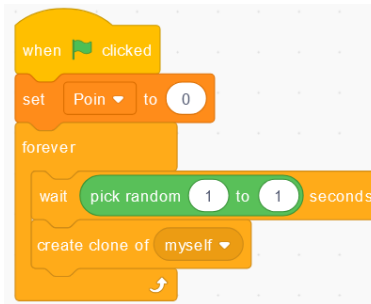 when clicked
set Poin to 0
forever
wait pick random 1 to 1 seconds
create clone of myself